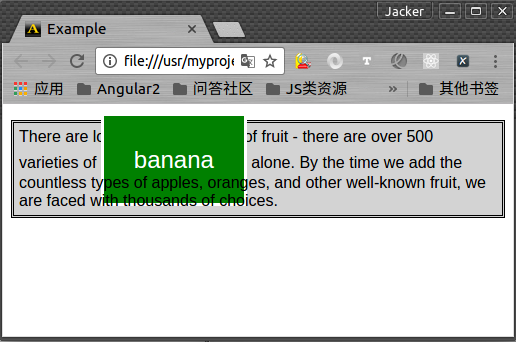 Jacker
Example
file:///usr/myproje
应用 Angular2 问答社区 JS类资源 » 其他书签
There are lo of fruit - there are over 500
varieties of banana alone. By the time we add the
countless types of apples, oranges, and other well-known fruit, we
are faced with thousands of choices.